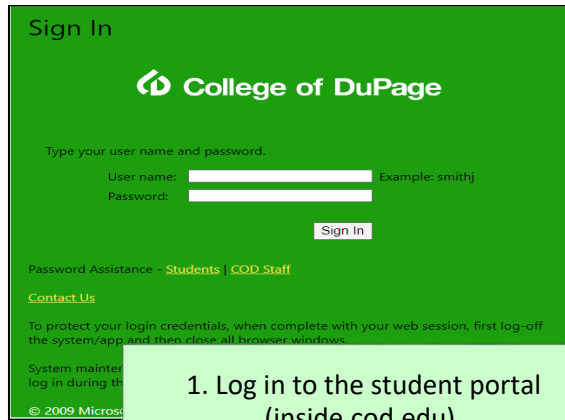 Sign In
College of DuPage
Type your user name and password.
User name: Example: smithj
Password:
Sign In
Password Assistance - Students | COD Staff
Contact Us
To protect your login credentials, when complete with your web session, first log-off
the system/app and then close all browser windows.
System
log in during
© 2009
1. Log in to the student portal
(inside.cod.edu)